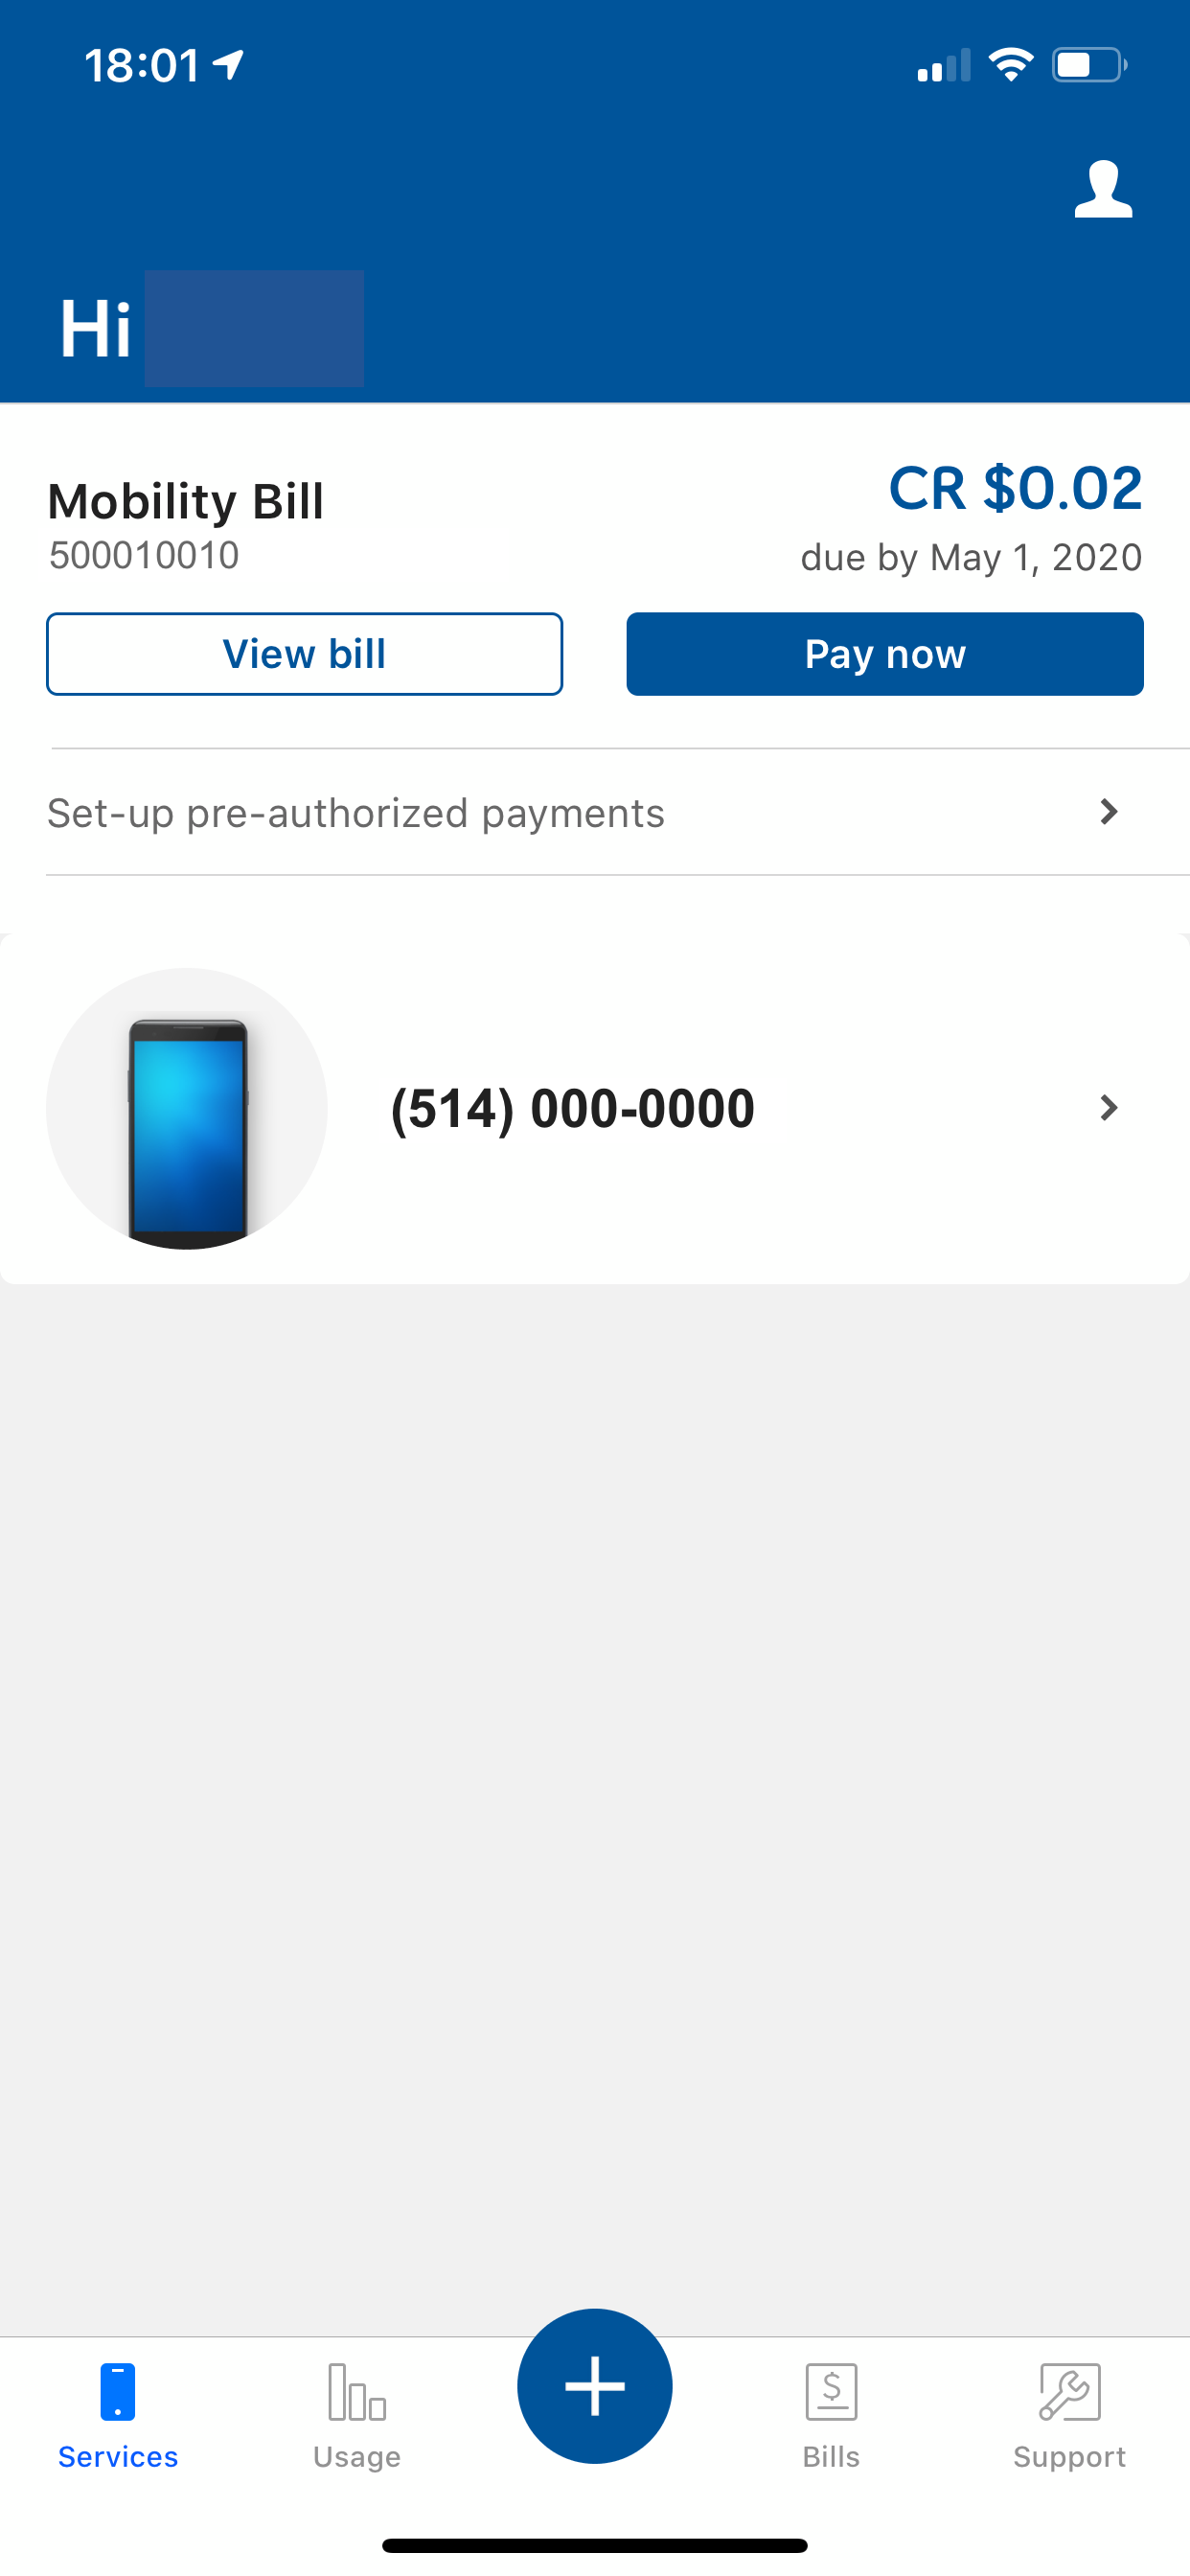 18:01
Hi
Mobility Bill
CR $0.02
500010010
due by May 1, 2020
View bill
Pay now
Set-up pre-authorized payments
(514) 000-0000
Services
Usage
Bills
Support